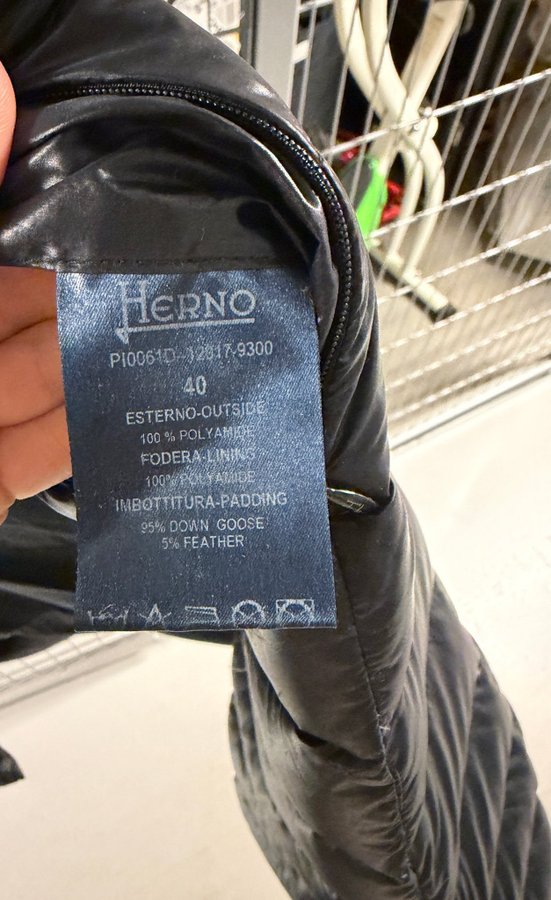 HERNO
PI0061D-12017-9300
40
ESTERNO-OUTSIDE
100 % POLYAMIDE
FODERA-LINING
100% POLYAMIDE
IMBOTTITURA-PADDING
95% DOWN GOOSE
5% FEATHER